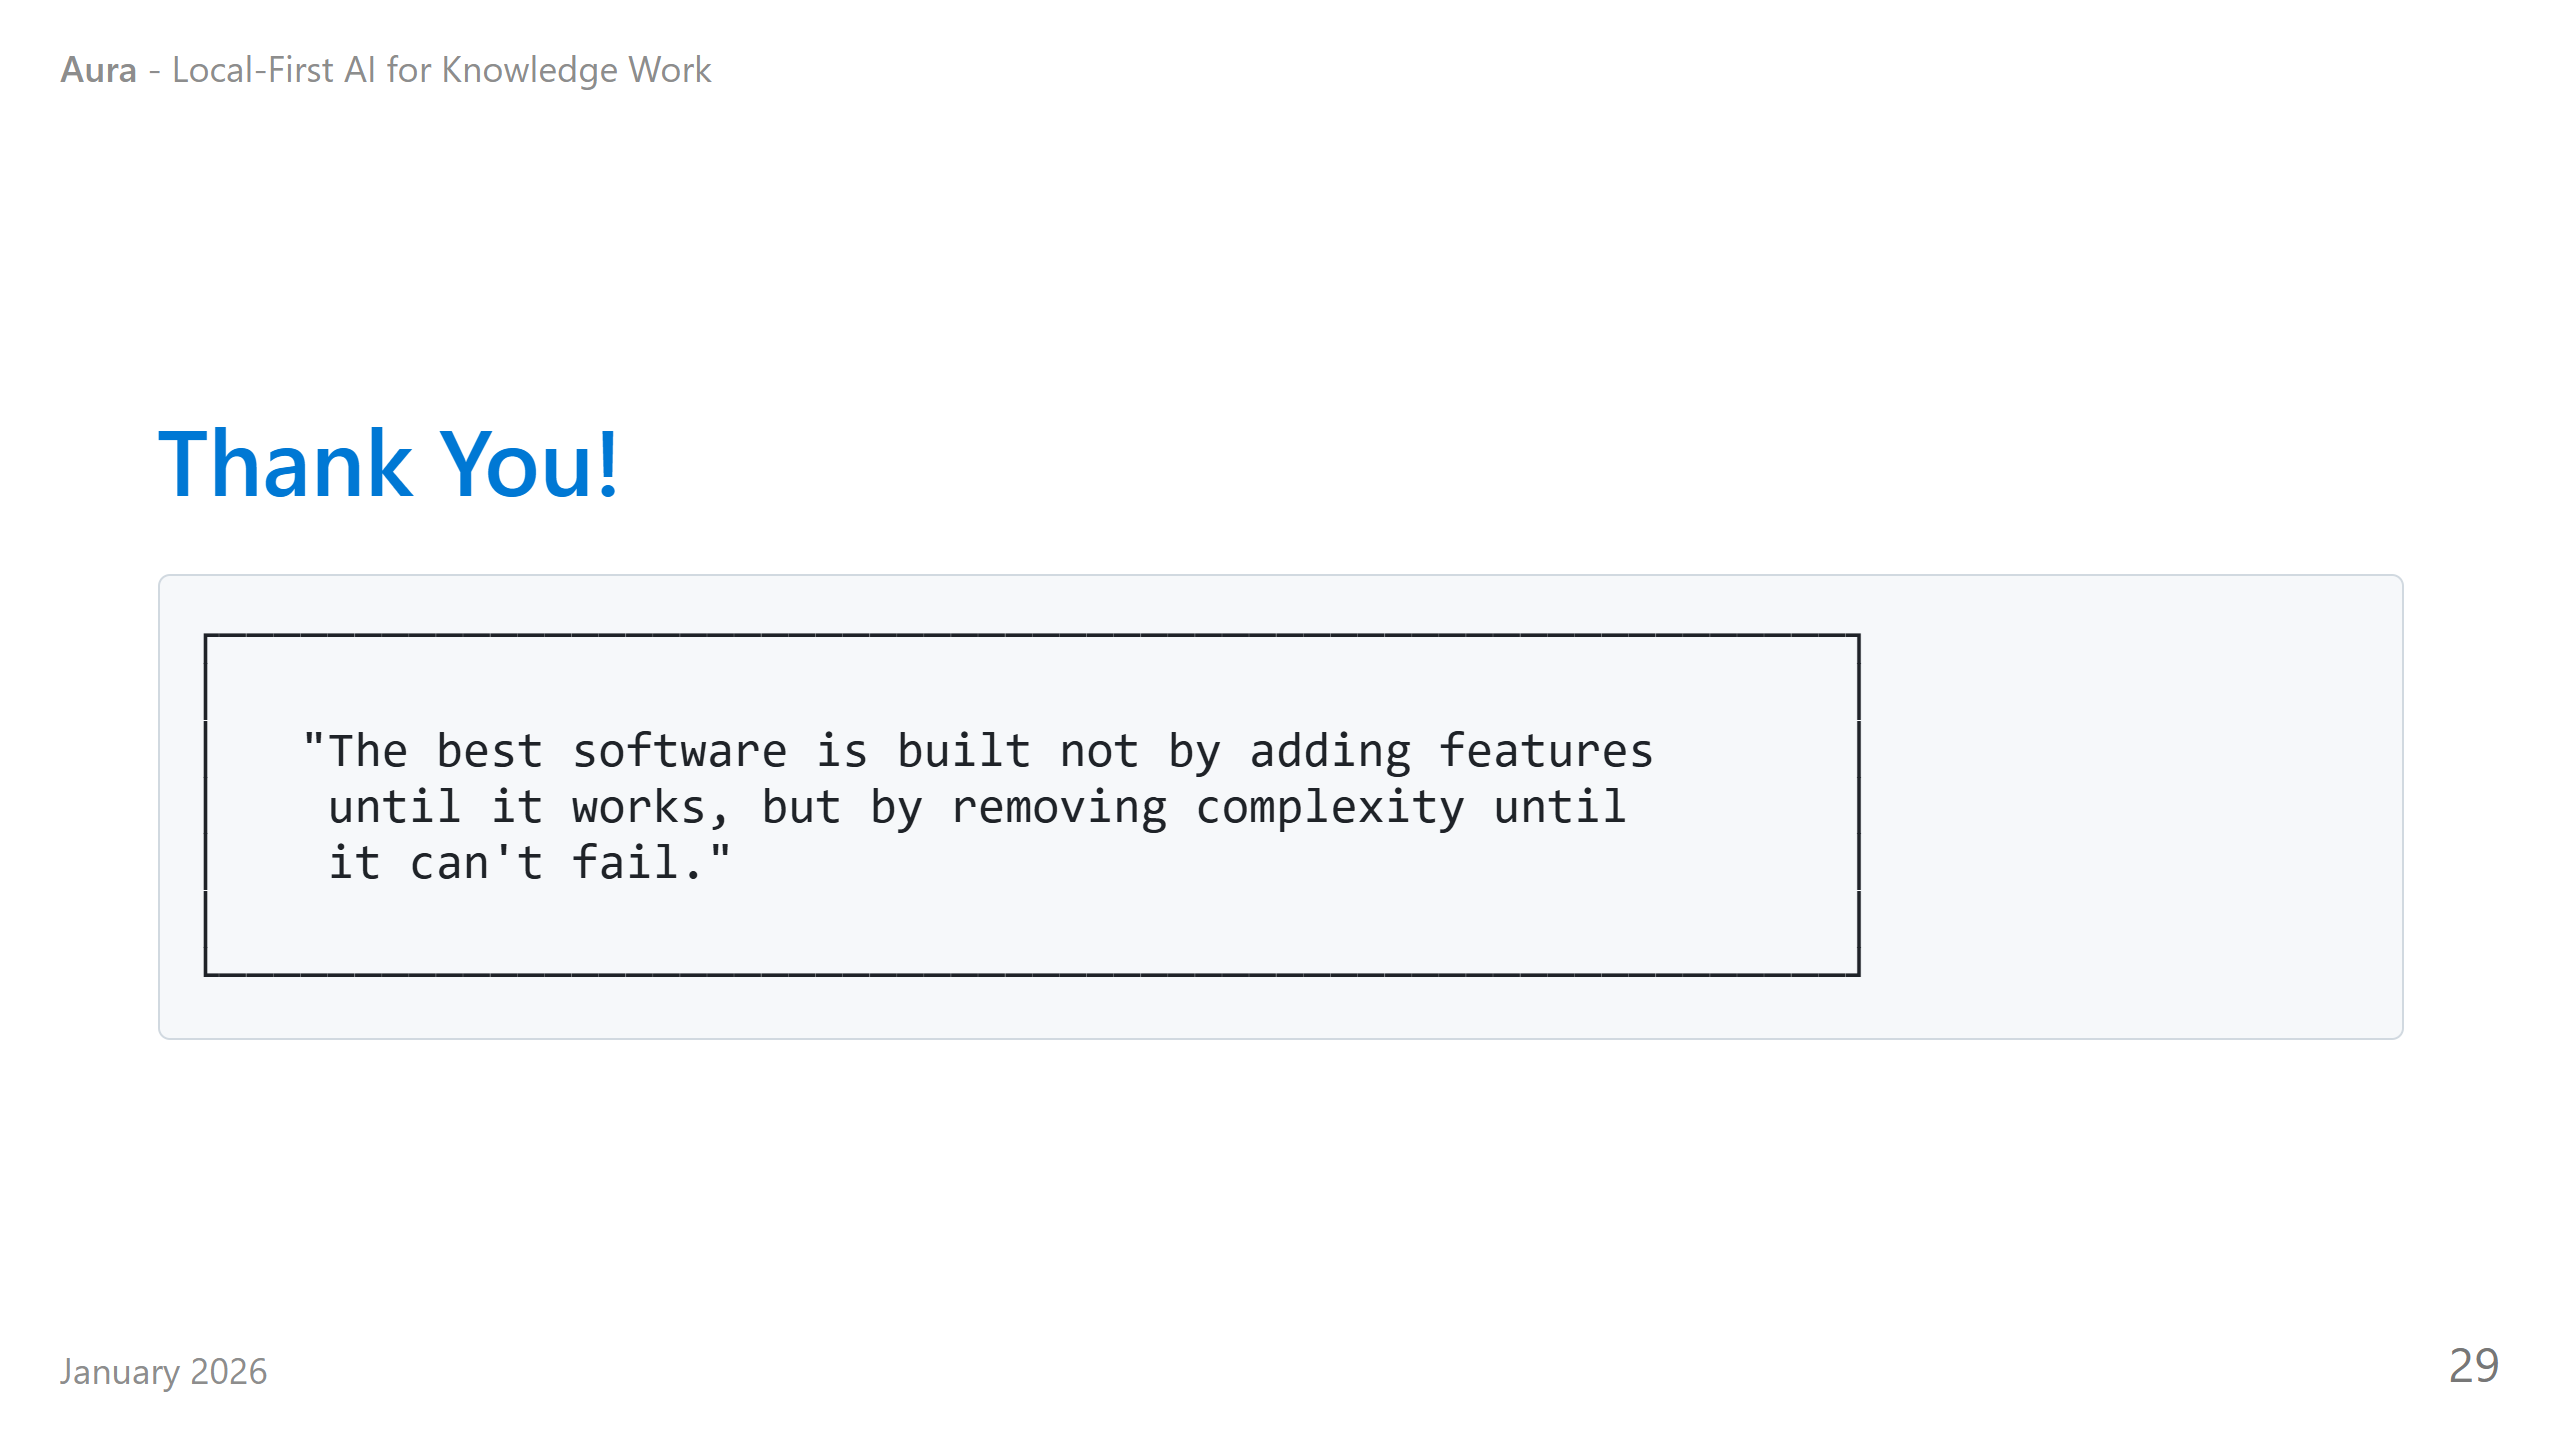 Aura - Local-First AI for Knowledge Work
Thank You!
"The best software is built not by adding features
until it works, but by removing complexity until
it can't fail."
January 2026
29